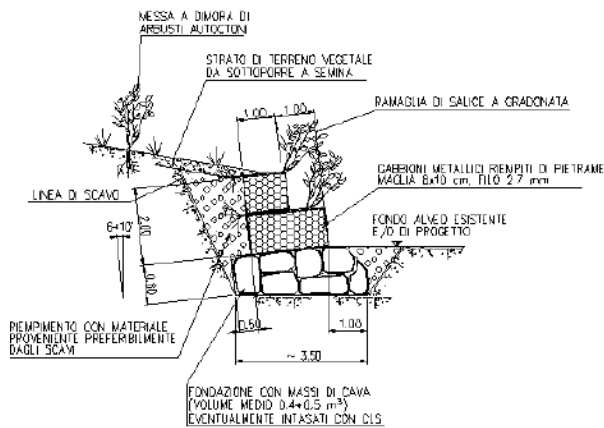 MESSA A DIMORA DI
ARBUSTI AUTOCTONI
STRATO DI TERRENO VEGETALE
DA SOTTOPORRE A SEMINA
1.00
1.00
RAMAGLIA DI SALICE A GRADONATA
GABBIONI METALLICI RIEMPITI DI PIETRAME
MAGLIA 8x10 cm, FILO 2.7 mm
LINEA DI SCAVO
FONDO ALVEO ESISTENTE
E/O DI PROGETTO
2.00
6÷10°
0.80
RIEMPIMENTO CON MATERIALE
PROVENIENTE PREFERIBILMENTE
DAGLI SCAVI
0.50
1.00
~ 3.50
FONDAZIONE CON MASSI DI CAVA
(VOLUME MEDIO 0.4÷0.5 m³)
EVENTUALMENTE INTASATI CON CLS